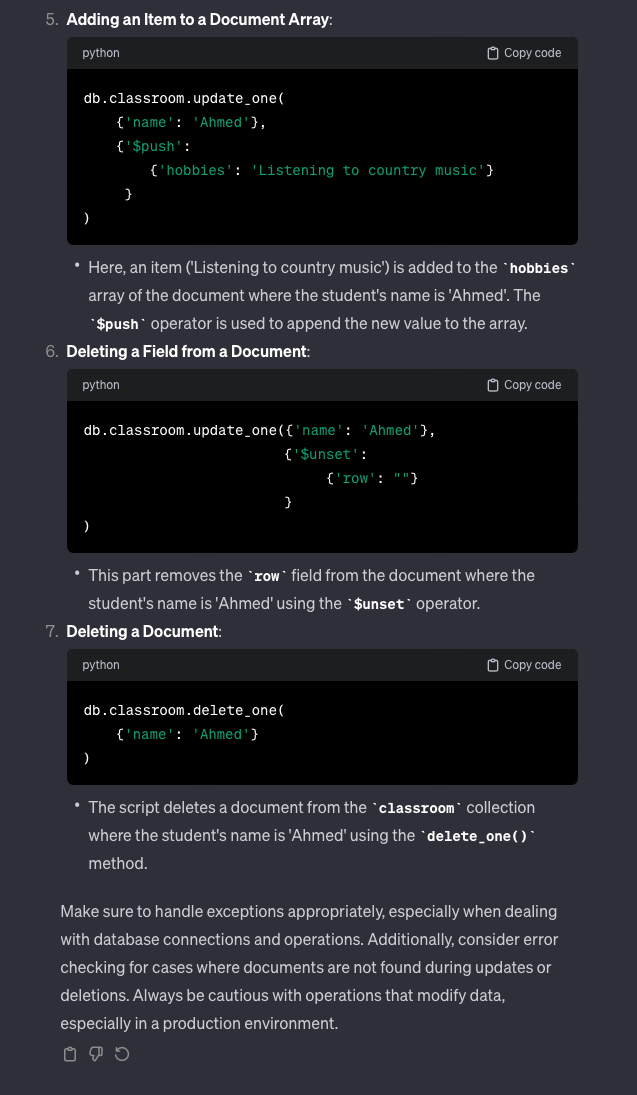 5. Adding an Item to a Document Array:
python Copy code
db.classroom.update_one(
{'name': 'Ahmed'},
{'$push':
{'hobbies': 'Listening to country music'}
}
)
• Here, an item ('Listening to country music') is added to the `hobbies`
array of the document where the student's name is 'Ahmed'. The
`$push` operator is used to append the new value to the array.
6. Deleting a Field from a Document:
python Copy code
db.classroom.update_one({'name': 'Ahmed'},
{'$unset':
{'row': ""}
}
)
• This part removes the `row` field from the document where the
student's name is 'Ahmed' using the `$unset` operator.
7. Deleting a Document:
python Copy code
db.classroom.delete_one(
{'name': 'Ahmed'}
)
• The script deletes a document from the `classroom` collection
where the student's name is 'Ahmed' using the `delete_one()`
method.
Make sure to handle exceptions appropriately, especially when dealing
with database connections and operations. Additionally, consider error
checking for cases where documents are not found during updates or
deletions. Always be cautious with operations that modify data,
especially in a production environment.